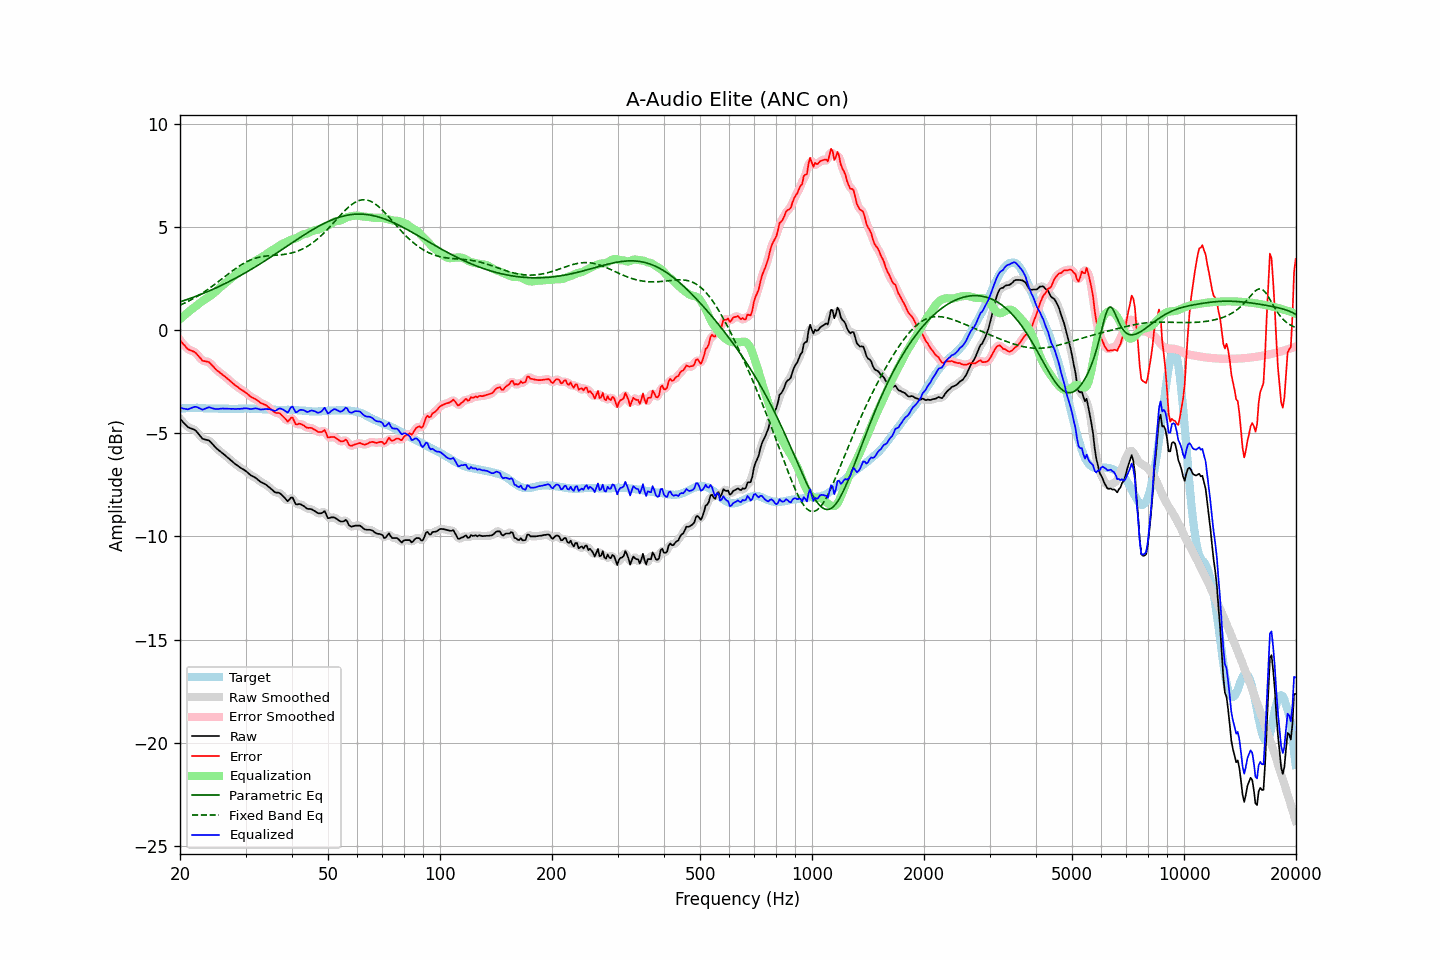 A-Audio Elite (ANC on)
10
5
0
−5
−10
−15
−20
−25
Amplitude (dBr)
Target
Raw Smoothed
Error Smoothed
Raw
Error
Equalization
Parametric Eq
Fixed Band Eq
Equalized
20 50 100 200 500 1000 2000 5000 10000 20000
Frequency (Hz)